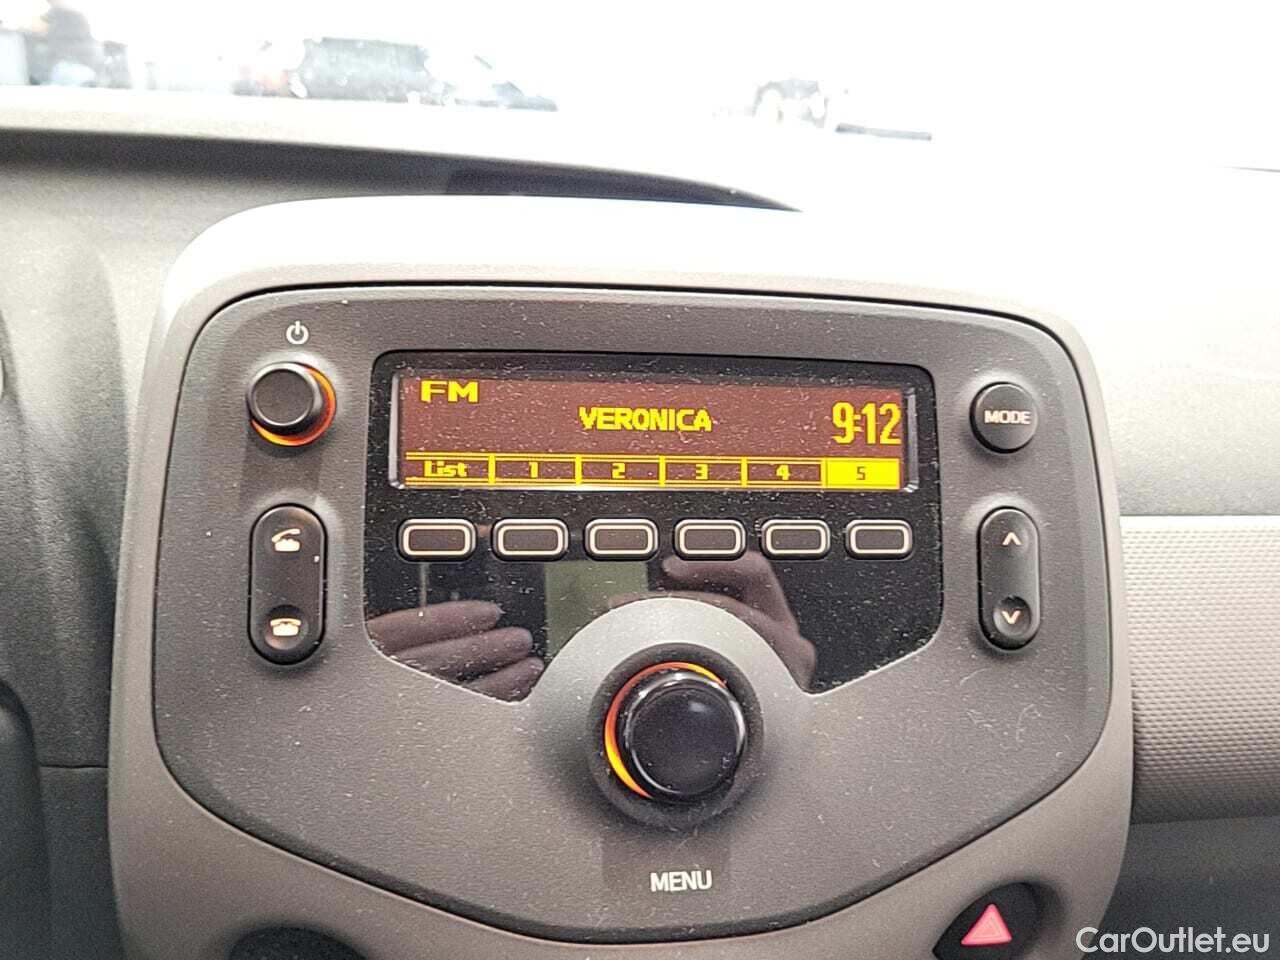 FM
VERONICA
9:12
List 1 2 3 4 5
MODE
MENU
CarOutlet.eu